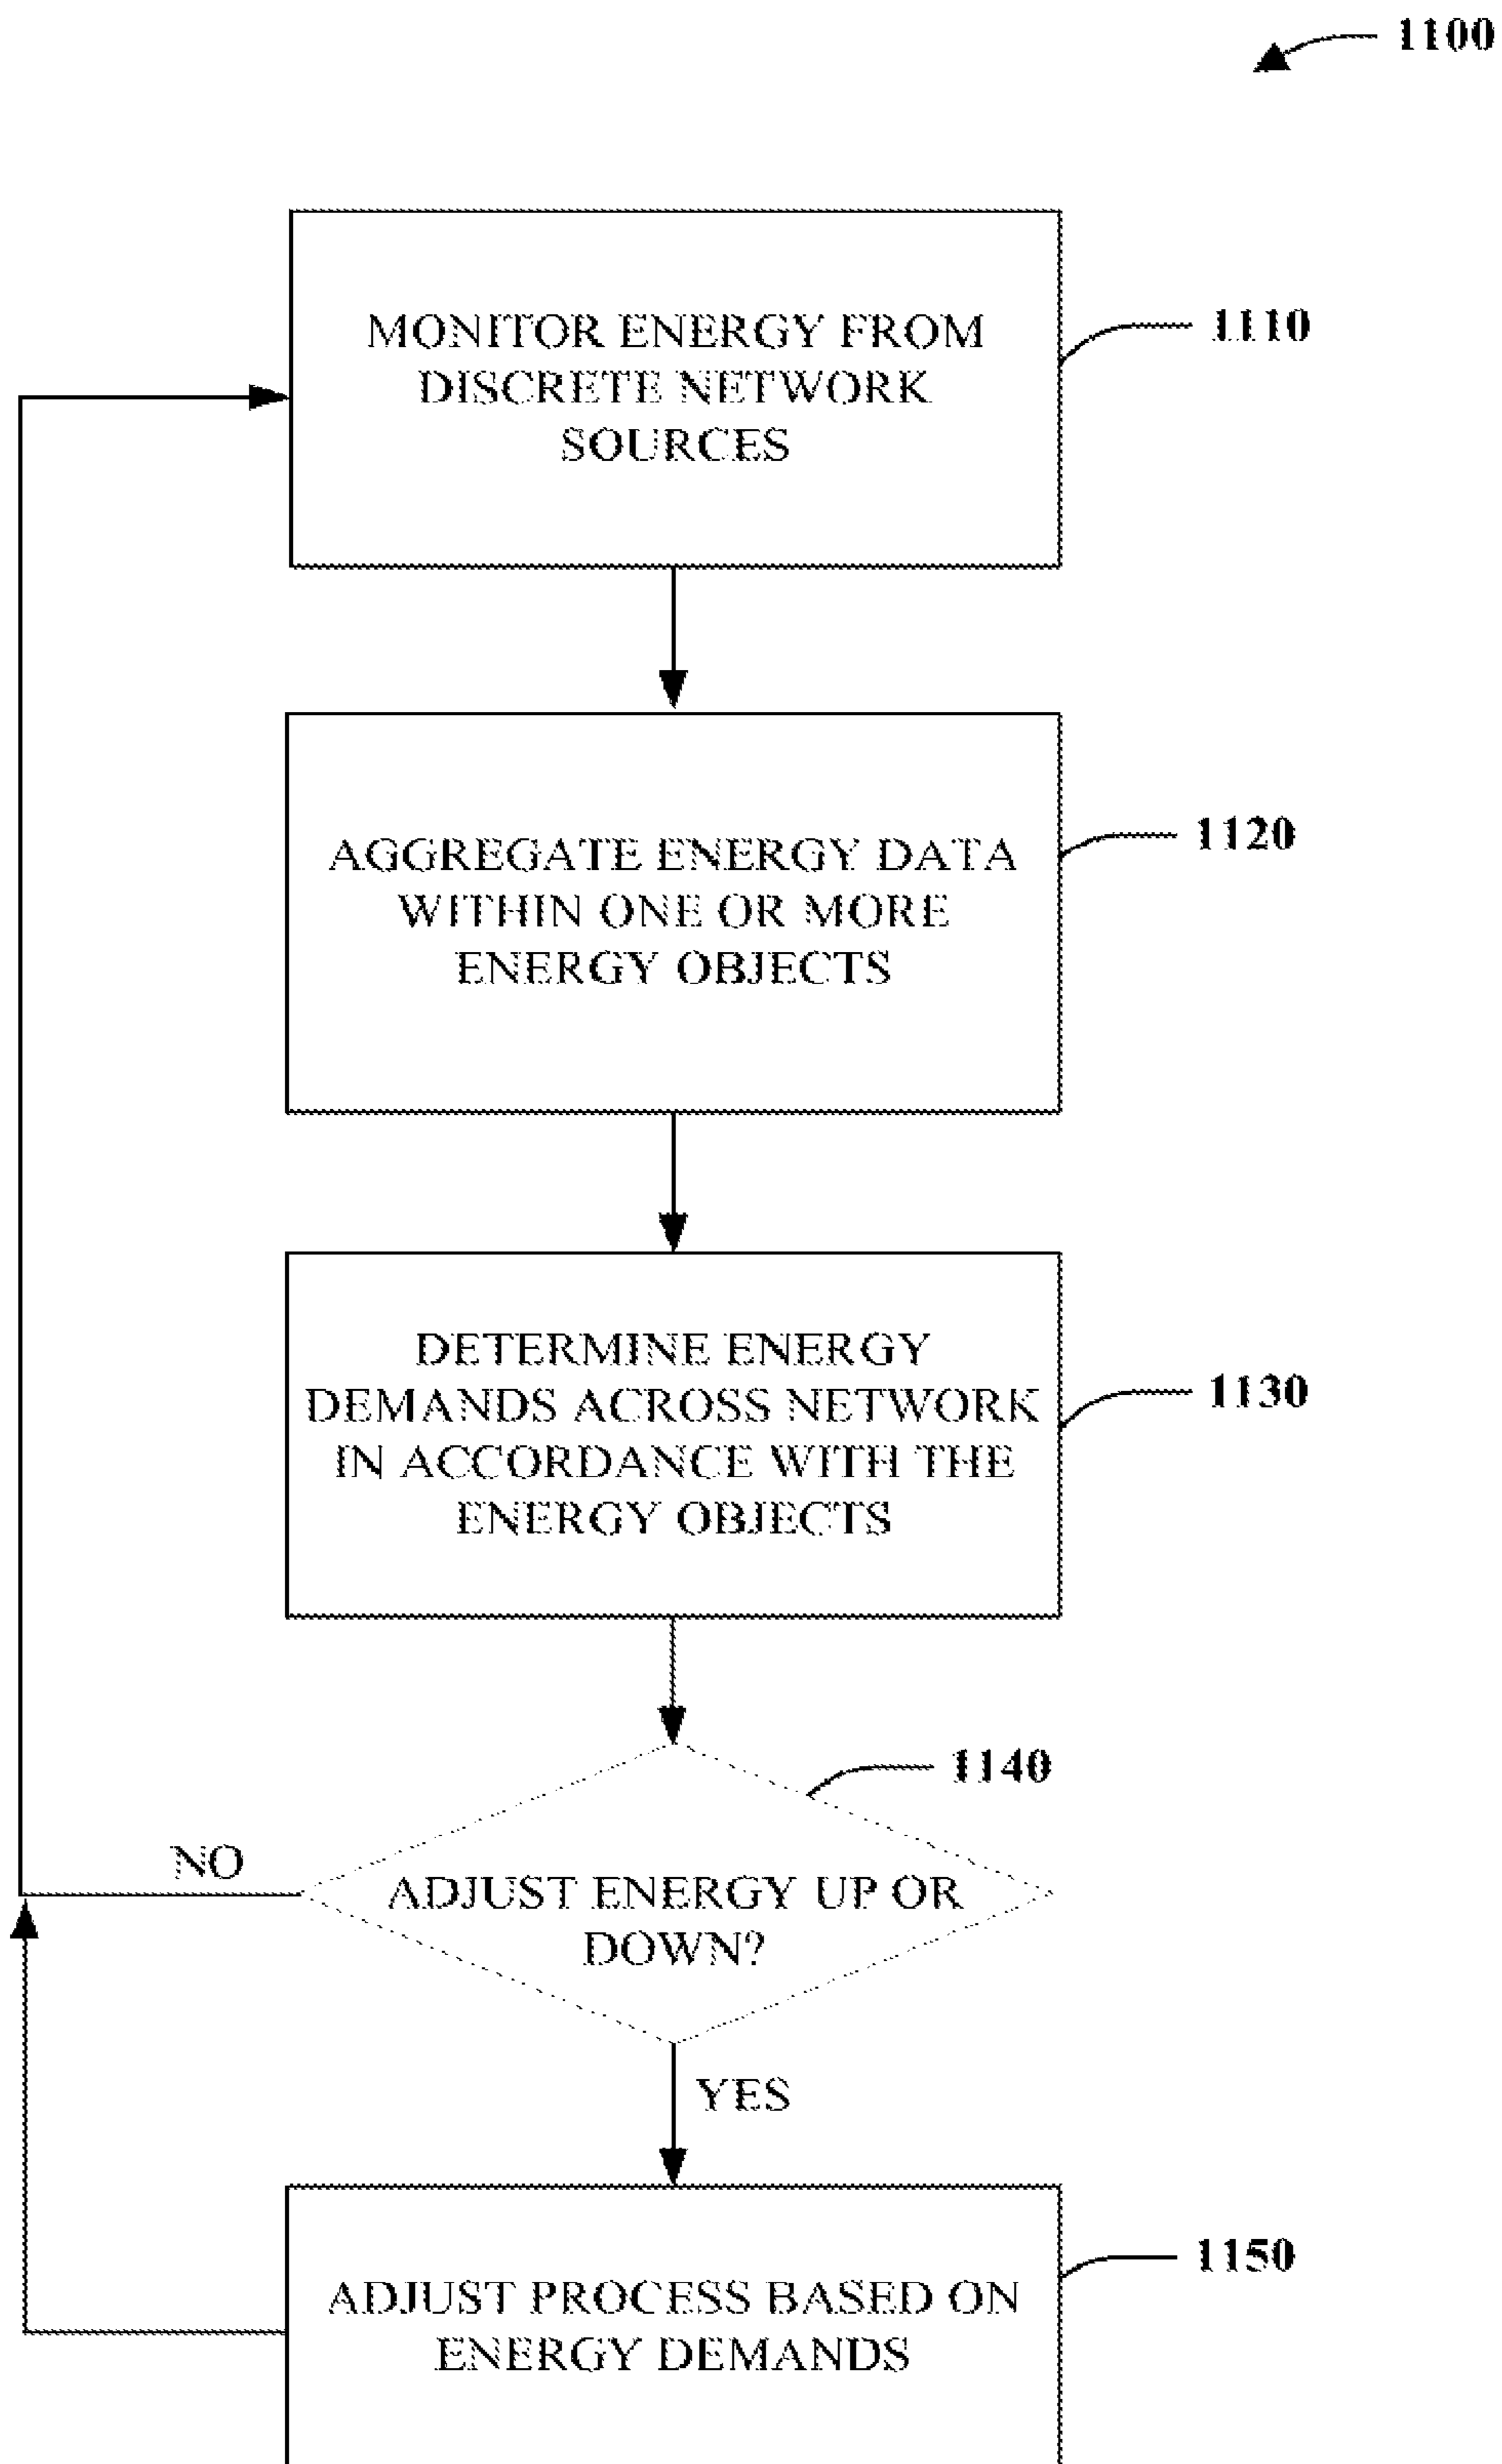 1100
MONITOR ENERGY FROM
DISCRETE NETWORK
SOURCES
1110
AGGREGATE ENERGY DATA
WITHIN ONE OR MORE
ENERGY OBJECTS
1120
DETERMINE ENERGY
DEMANDS ACROSS NETWORK
IN ACCORDANCE WITH THE
ENERGY OBJECTS
1130
1140
NO
ADJUST ENERGY UP OR
DOWN?
YES
1150
ADJUST PROCESS BASED ON
ENERGY DEMANDS